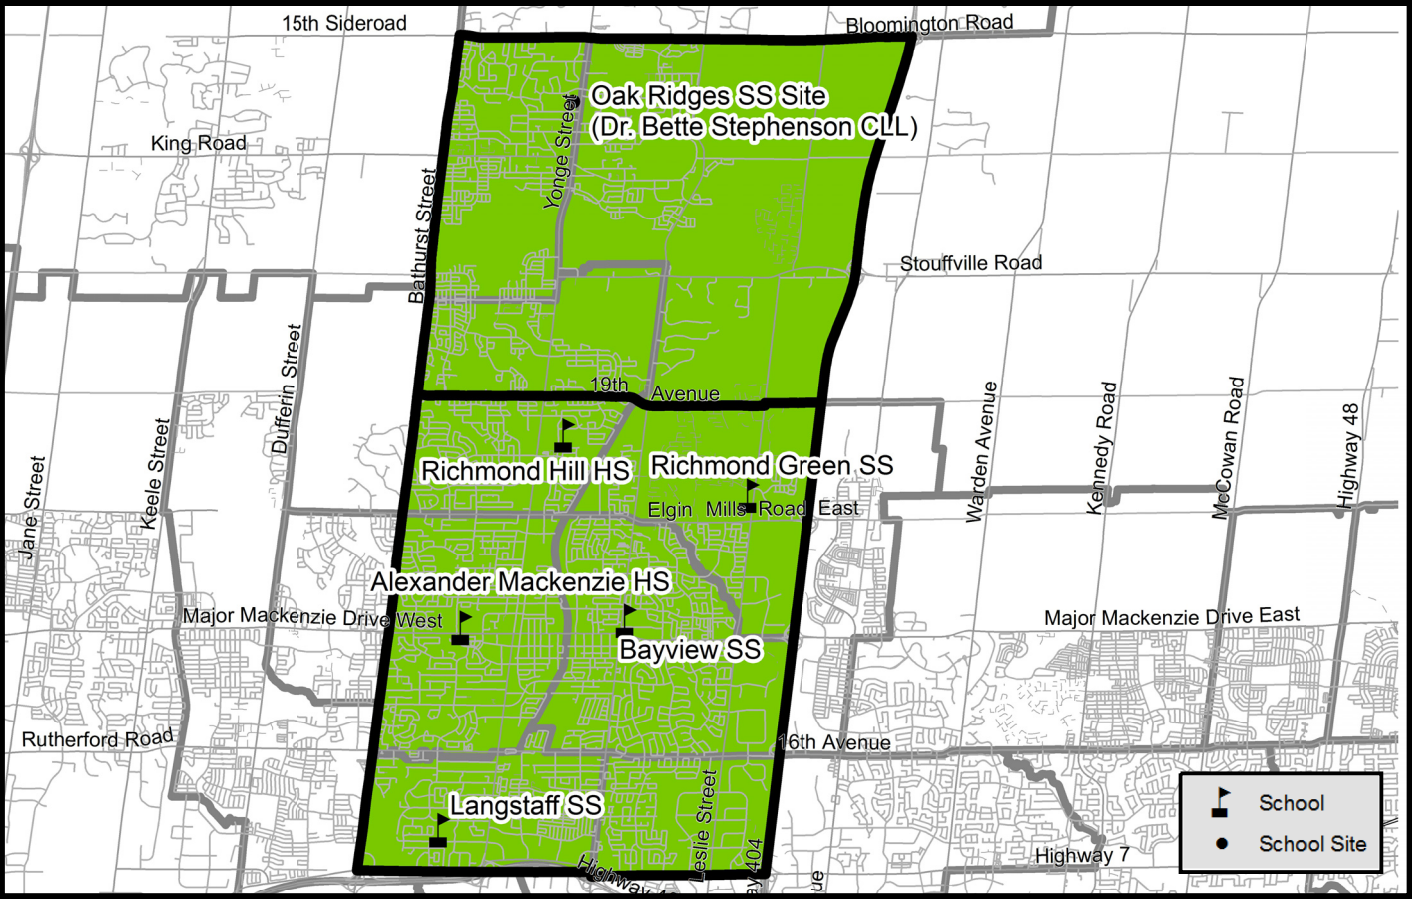 15th Sideroad
Bloomington Road
Oak Ridges SS Site
(Dr. Bette Stephenson CLL)
King Road
Yonge Street
Bathurst Street
Stouffville Road
Dufferin Street
19th Avenue
Warden Avenue
Kennedy Road
McCowan Road
Highway 48
Keele Street
Jane Street
Richmond Hill HS
Richmond Green SS
Elgin Mills Road East
Alexander Mackenzie HS
Major Mackenzie Drive West
Major Mackenzie Drive East
Bayview SS
Rutherford Road
16th Avenue
Leslie Street
Langstaff SS
School
School Site
Highway 7
Highway
404